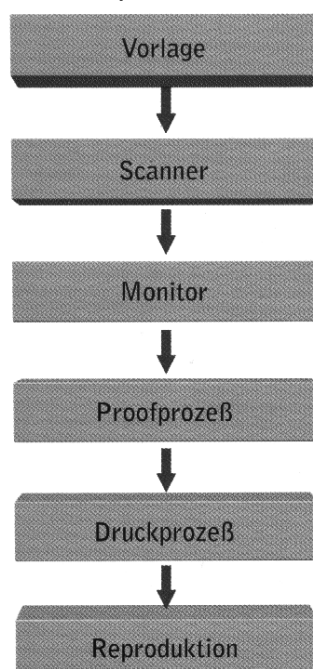 Vorlage
Scanner
Monitor
Proofprozeß
Druckprozeß
Reproduktion